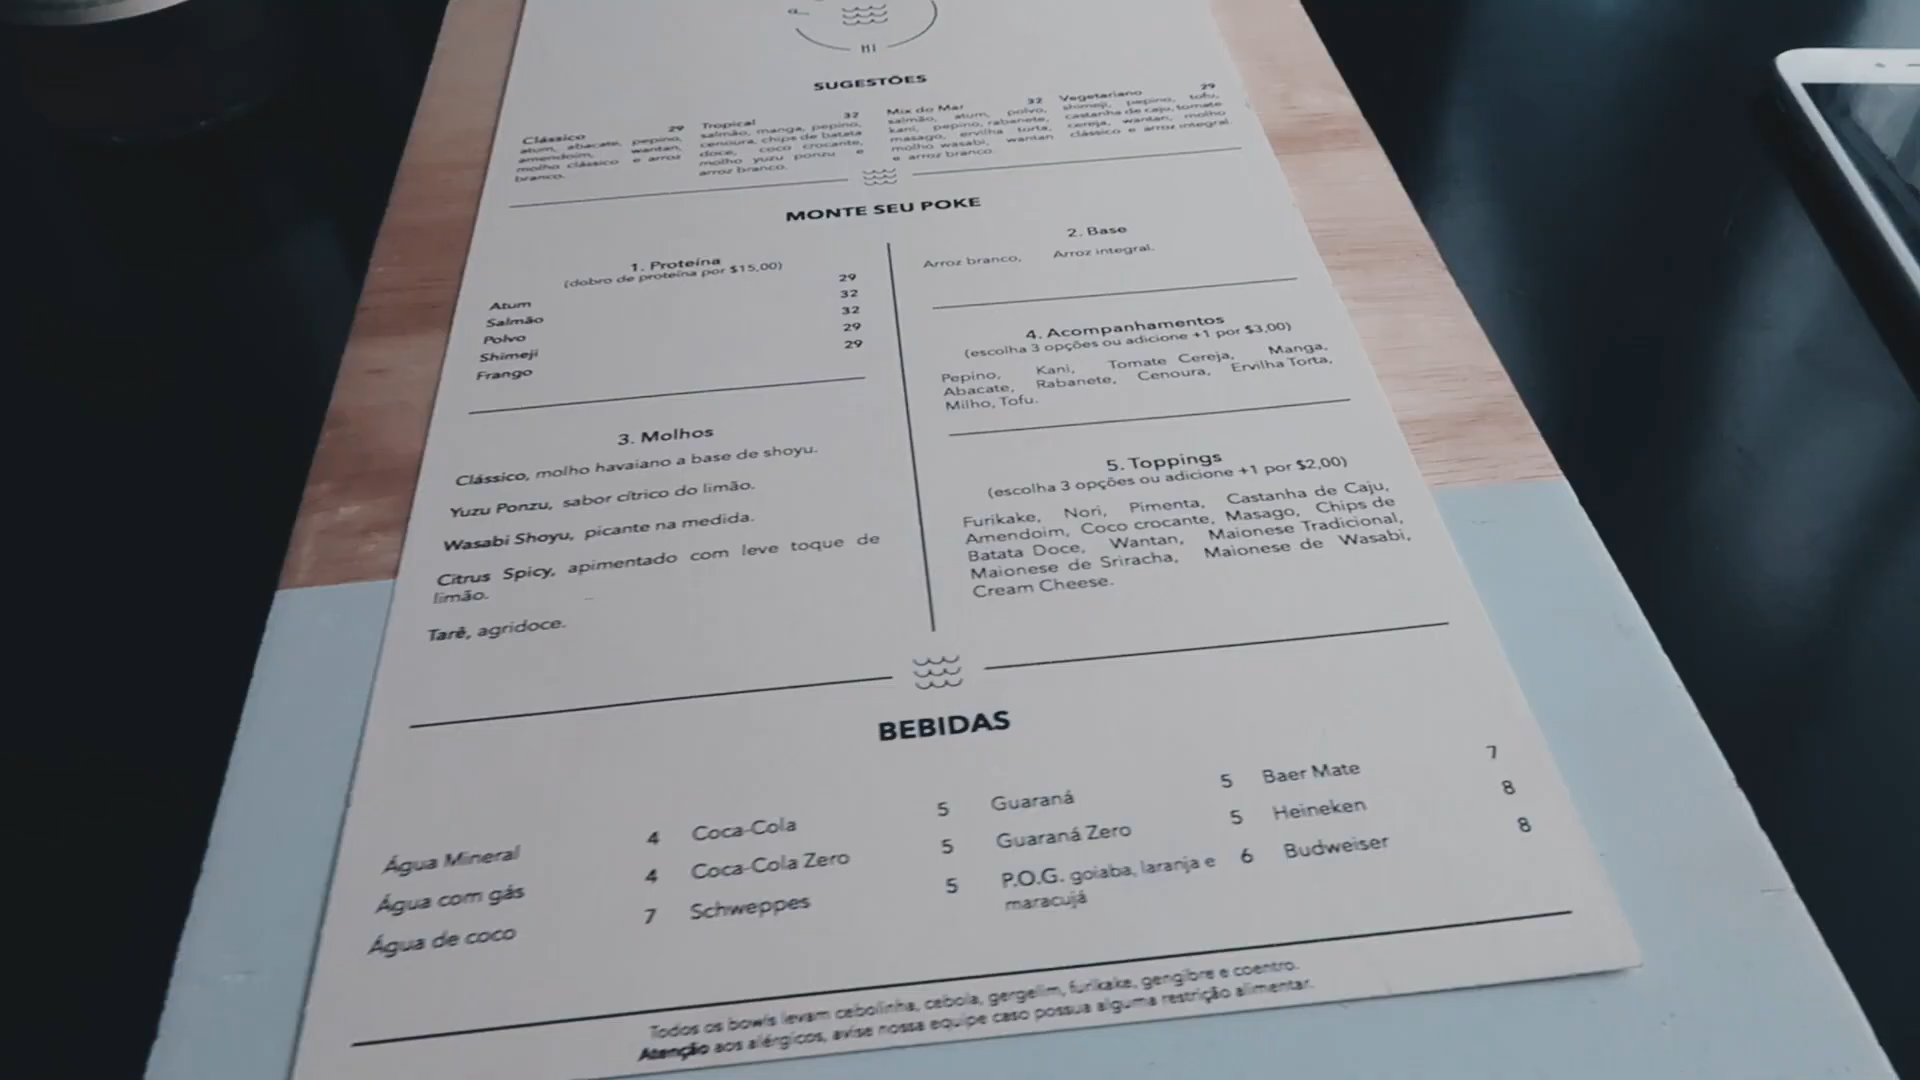 HI
SUGESTÕES
Clássico 29
atum, abacate, pepino,
amendoim, wantan,
molho clássico e arroz
branco.
Tropical 32
salmão, manga, pepino,
cenoura, chips de batata
doce, coco crocante,
molho yuzu ponzu e
arroz branco.
Mix do Mar 32
salmão, atum, polvo,
kani, pepino, rabanete,
masago, ervilha torta,
molho wasabi, wantan
e arroz branco.
Vegetariano 29
shimeji, pepino, tofu,
castanha de caju, tomate
cereja, wantan, molho
clássico e arroz integral.
MONTE SEU POKE
1. Proteína
(dobro de proteína por $15,00)
Atum 29
Salmão 32
Polvo 32
Shimeji 29
Frango 29
2. Base
Arroz branco, Arroz integral.
3. Molhos
Clássico, molho havaiano a base de shoyu.
Yuzu Ponzu, sabor cítrico do limão.
Wasabi Shoyu, picante na medida.
Citrus Spicy, apimentado com leve toque de
limão.
Tarê, agridoce.
4. Acompanhamentos
(escolha 3 opções ou adicione +1 por $3,00)
Pepino, Kani, Tomate Cereja, Manga,
Abacate, Rabanete, Cenoura, Ervilha Torta,
Milho, Tofu.
5. Toppings
(escolha 3 opções ou adicione +1 por $2,00)
Furikake, Nori, Pimenta, Castanha de Caju,
Amendoim, Coco crocante, Masago, Chips de
Batata Doce, Wantan, Maionese Tradicional,
Maionese de Sriracha, Maionese de Wasabi,
Cream Cheese.
BEBIDAS
Água Mineral 4
Água com gás 4
Água de coco 7
Coca-Cola 5
Coca-Cola Zero 5
Schweppes 5
Guaraná 5
Guaraná Zero 5
P.O.G. goiaba, laranja e 6
maracujá
Baer Mate 7
Heineken 8
Budweiser 8
Todos os bowls levam cebolinha, cebola, gergelim, furikake, gengibre e coentro.
Atenção aos alérgicos, avise nossa equipe caso possua alguma restrição alimentar.